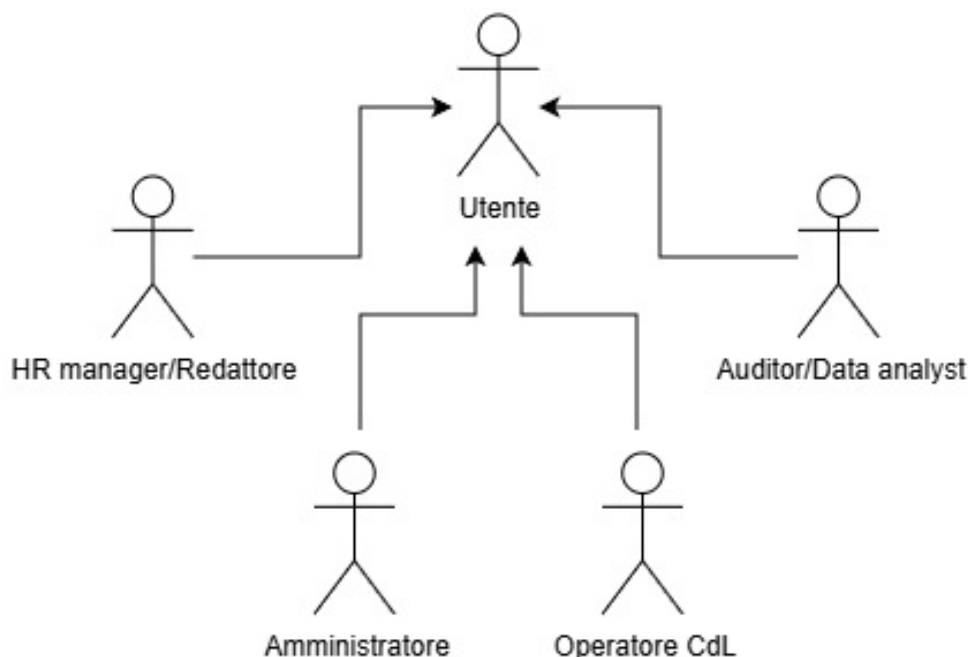 Utente
HR manager/Redattore
Auditor/Data analyst
Amministratore
Operatore CdL